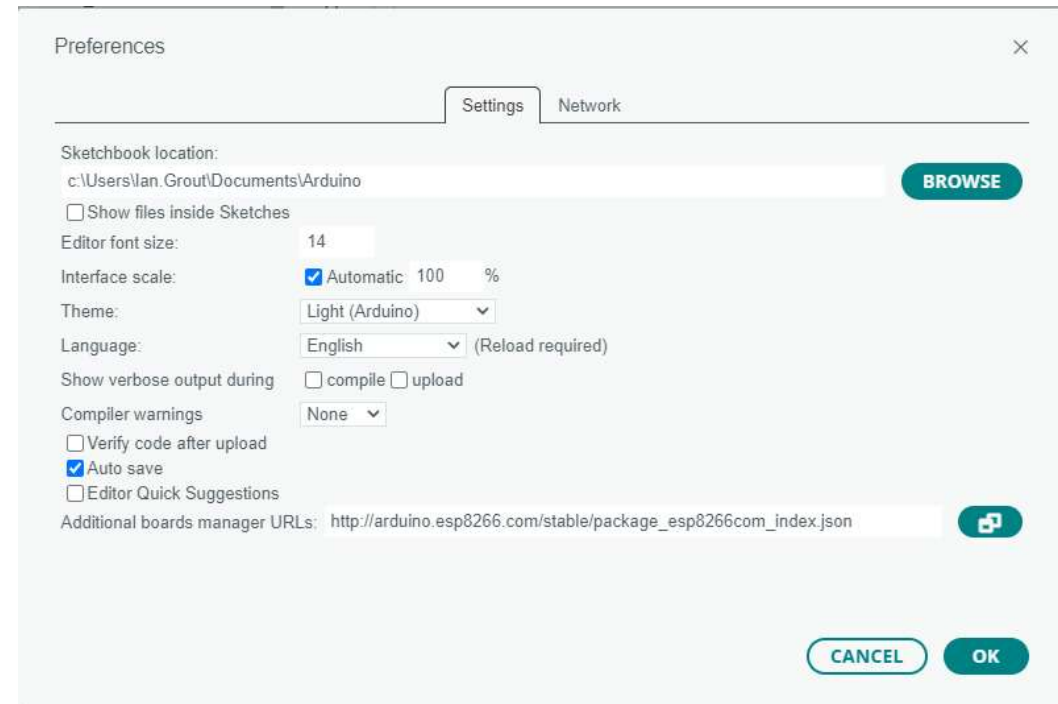 Preferences
Settings Network
Sketchbook location:
c:\Users\Ian.Grout\Documents\Arduino BROWSE
Show files inside Sketches
Editor font size: 14
Interface scale: Automatic 100 %
Theme: Light (Arduino)
Language: English (Reload required)
Show verbose output during compile upload
Compiler warnings None
Verify code after upload
Auto save
Editor Quick Suggestions
Additional boards manager URLs: http://arduino.esp8266.com/stable/package_esp8266com_index.json
CANCEL OK